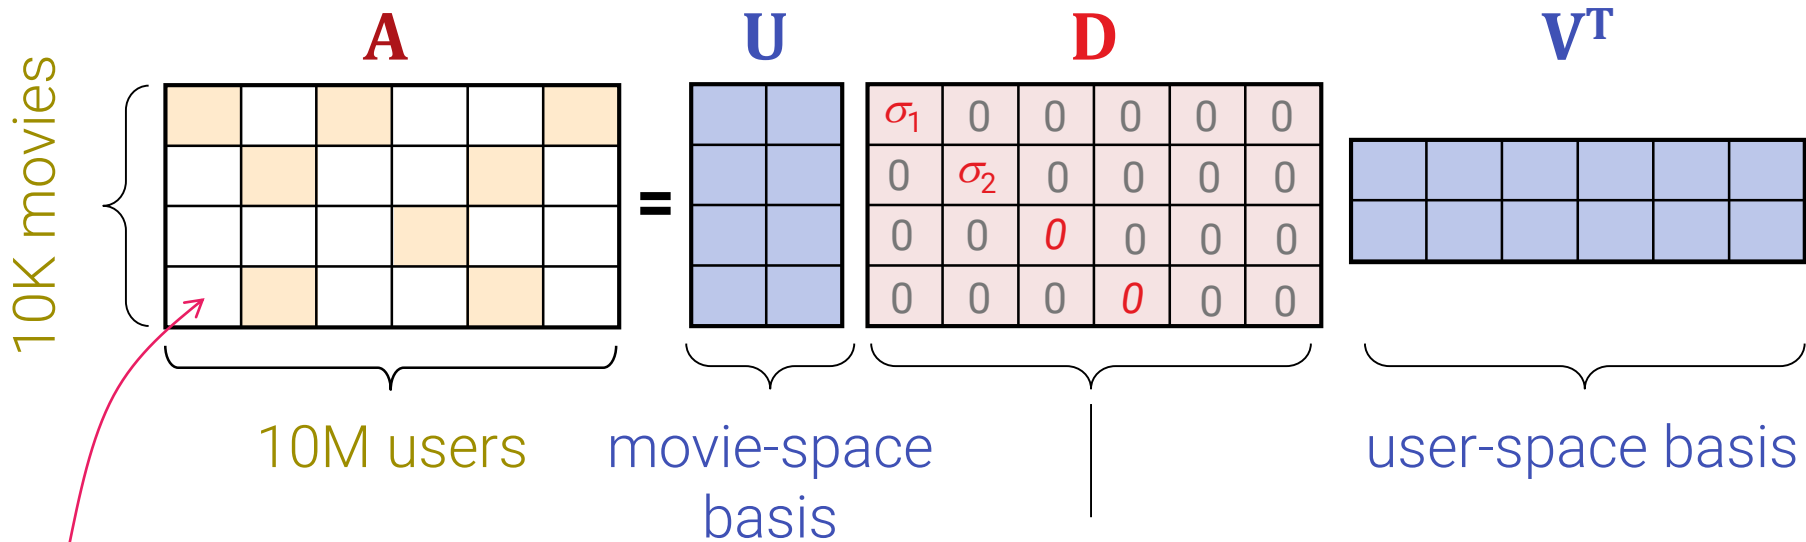 A = U D Vᵀ
10K movies
σ₁ 0 0 0 0 0
0 σ₂ 0 0 0 0
0 0 0 0 0 0
0 0 0 0 0 0
10M users
movie-space
basis
user-space basis